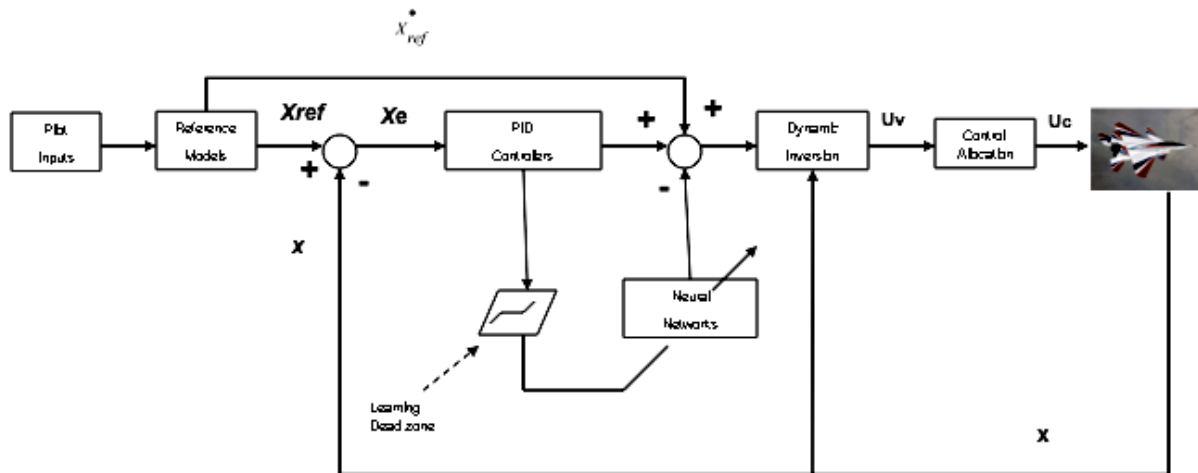 Ẋref
Pilot
Inputs
Reference
Models
Xref
+
-
Xe
PID
Controllers
+
+
-
Dynamic
Inversion
Uv
Control
Allocation
Uc
x
Neural
Networks
Learning
Dead zone
x